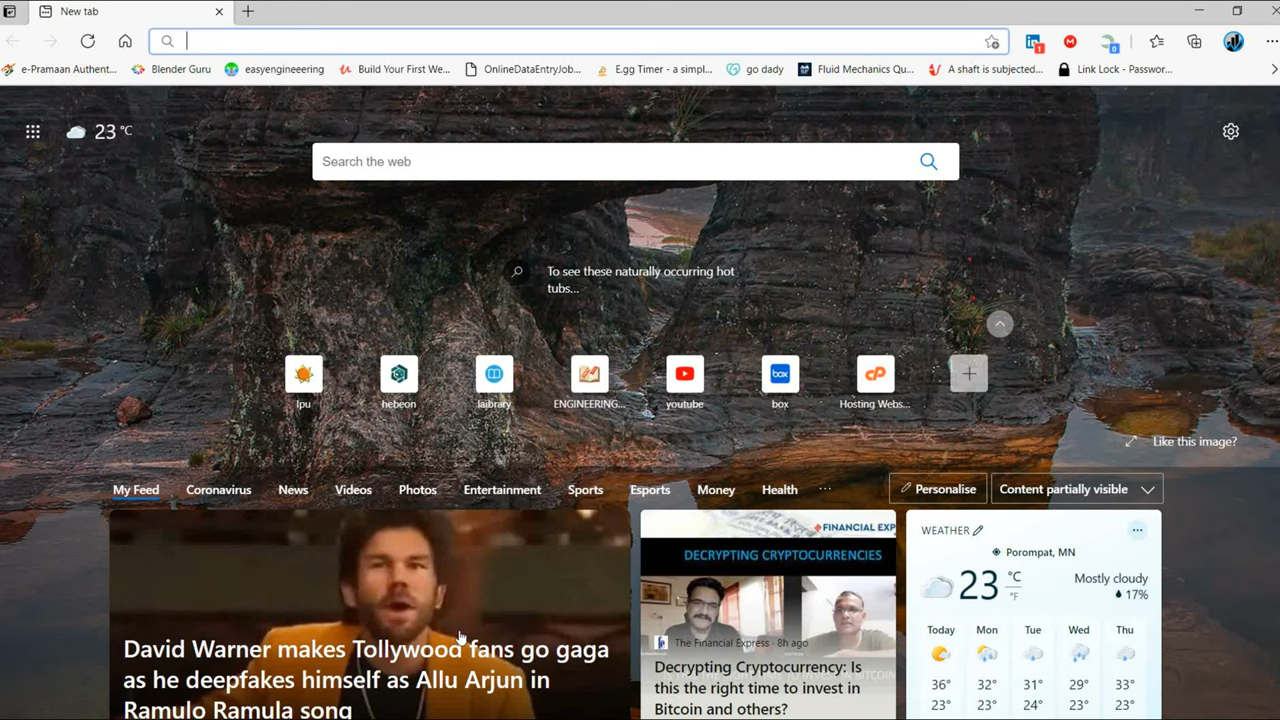 New tab
1
0
e-Pramaan Authent...
Blender Guru
easyengineeering
Build Your First We...
OnlineDataEntryJob...
E.gg Timer - a simpl...
go dady
Fluid Mechanics Qu...
A shaft is subjected...
Link Lock - Passwor...
23 °C
Search the web
To see these naturally occurring hot
tubs...
lpu
hebeon
laibrary
ENGINEERING...
youtube
box
box
cP
Hosting Webs...
Like this image?
My Feed
Coronavirus
News
Videos
Photos
Entertainment
Sports
Esports
Money
Health
...
Personalise
Content partially visible
David Warner makes Tollywood fans go gaga
as he deepfakes himself as Allu Arjun in
Ramulo Ramula song
FINANCIAL EXP
DECRYPTING CRYPTOCURRENCIES
The Financial Express · 8h ago
Decrypting Cryptocurrency: Is
this the right time to invest in
Bitcoin and others?
WEATHER
Porompat, MN
23 °C
°F
Mostly cloudy
17%
Today Mon Tue Wed Thu
36° 32° 31° 29° 33°
23° 23° 24° 23° 23°